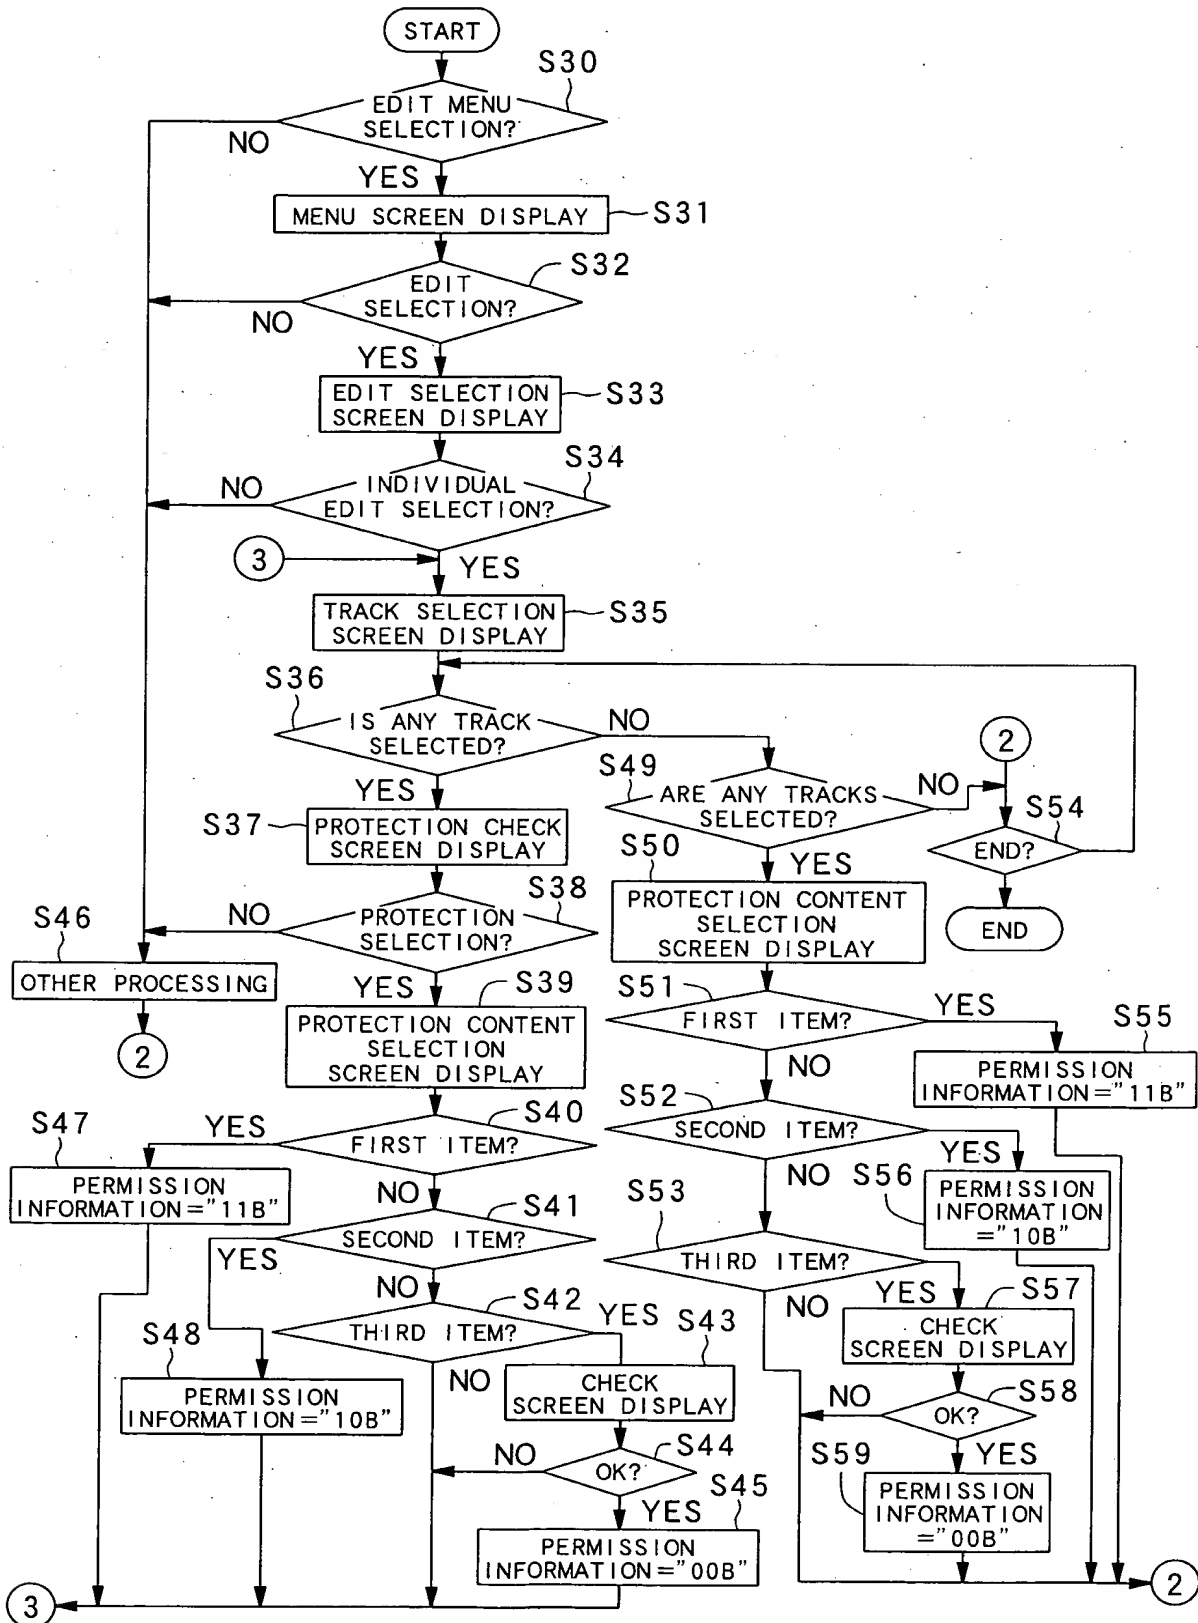 START
S30
EDIT MENU
SELECTION?
NO
YES
MENU SCREEN DISPLAY
S31
S32
EDIT
SELECTION?
NO
YES
EDIT SELECTION
SCREEN DISPLAY
S33
S34
INDIVIDUAL
EDIT SELECTION?
NO
3
YES
TRACK SELECTION
SCREEN DISPLAY
S35
S36
IS ANY TRACK
SELECTED?
NO
YES
S37
PROTECTION CHECK
SCREEN DISPLAY
S38
PROTECTION
SELECTION?
NO
S46
OTHER PROCESSING
2
YES
S39
PROTECTION CONTENT
SELECTION
SCREEN DISPLAY
S40
FIRST ITEM?
YES
S47
PERMISSION
INFORMATION="11B"
NO
S41
SECOND ITEM?
YES
NO
S42
THIRD ITEM?
S48
PERMISSION
INFORMATION="10B"
YES
S43
NO
CHECK
SCREEN DISPLAY
S44
OK?
NO
YES
S45
PERMISSION
INFORMATION="00B"
3
S49
ARE ANY TRACKS
SELECTED?
NO
2
S54
END?
END
YES
S50
PROTECTION CONTENT
SELECTION
SCREEN DISPLAY
S51
FIRST ITEM?
YES
S55
PERMISSION
INFORMATION="11B"
NO
S52
SECOND ITEM?
YES
S56
PERMISSION
INFORMATION
="10B"
NO
S53
THIRD ITEM?
YES
S57
NO
CHECK
SCREEN DISPLAY
S58
OK?
NO
YES
S59
PERMISSION
INFORMATION
="00B"
2